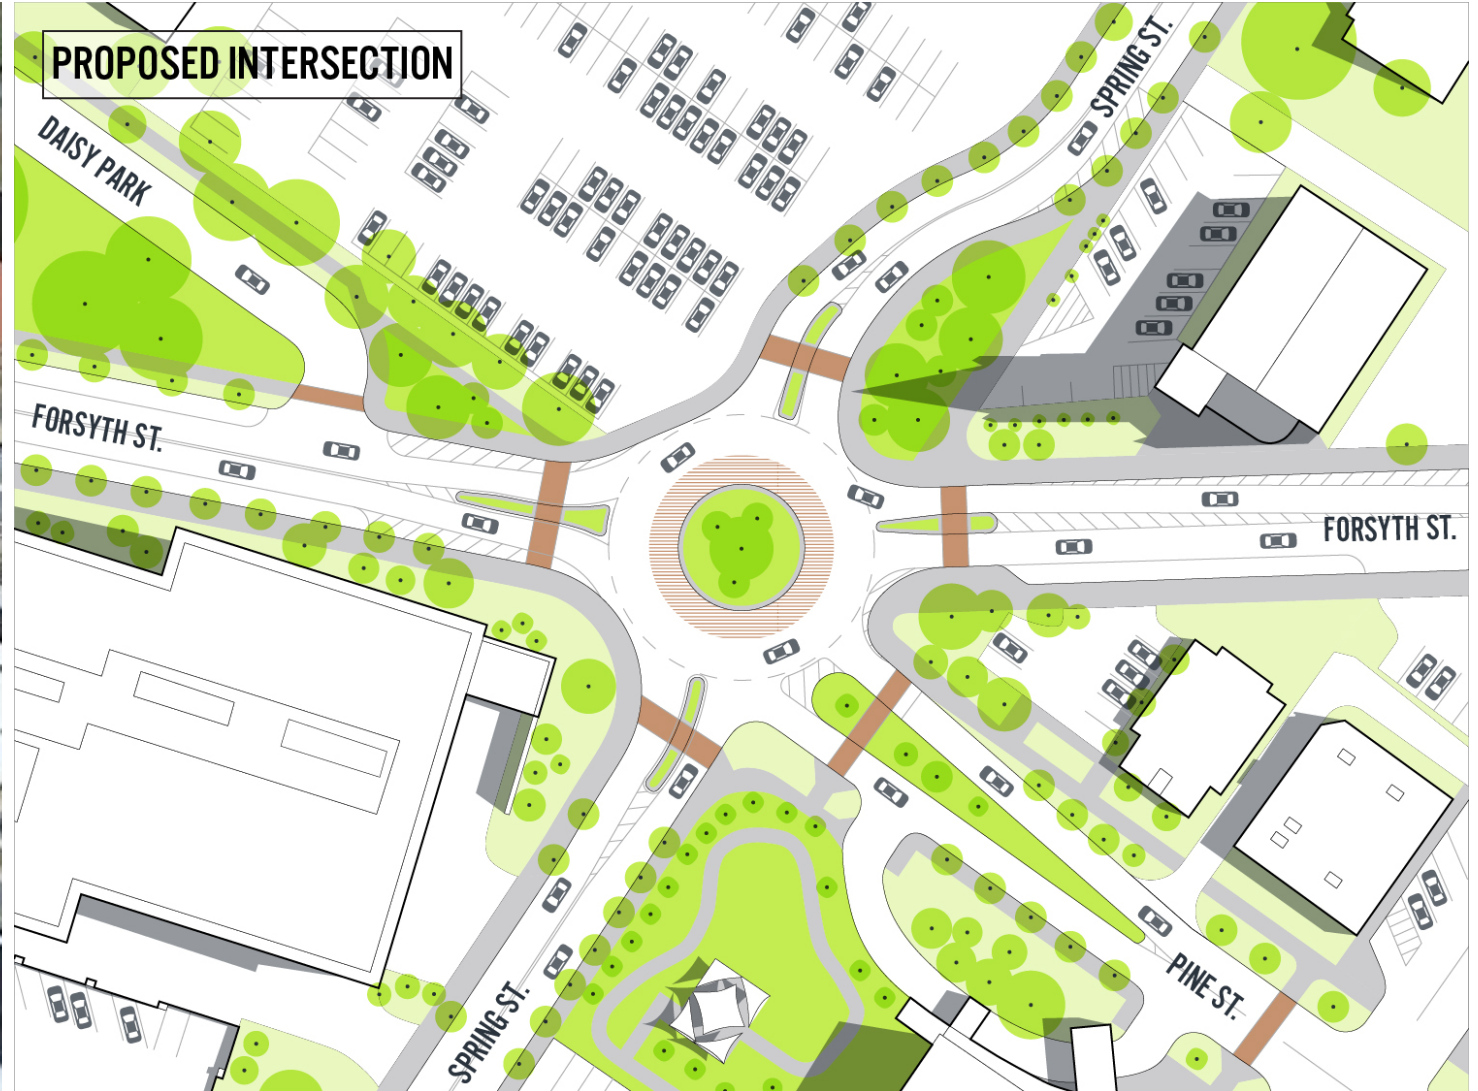 PROPOSED INTERSECTION
SPRING ST.
DAISY PARK
FORSYTH ST.
FORSYTH ST.
PINE ST.
SPRING ST.